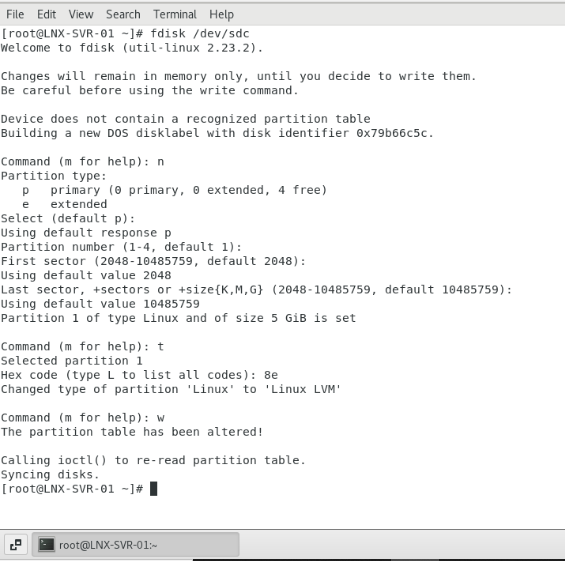 File Edit View Search Terminal Help
[root@LNX-SVR-01 ~]# fdisk /dev/sdc
Welcome to fdisk (util-linux 2.23.2).
Changes will remain in memory only, until you decide to write them.
Be careful before using the write command.
Device does not contain a recognized partition table
Building a new DOS disklabel with disk identifier 0x79b66c5c.
Command (m for help): n
Partition type:
   p   primary (0 primary, 0 extended, 4 free)
   e   extended
Select (default p):
Using default response p
Partition number (1-4, default 1):
First sector (2048-10485759, default 2048):
Using default value 2048
Last sector, +sectors or +size{K,M,G} (2048-10485759, default 10485759):
Using default value 10485759
Partition 1 of type Linux and of size 5 GiB is set
Command (m for help): t
Selected partition 1
Hex code (type L to list all codes): 8e
Changed type of partition 'Linux' to 'Linux LVM'
Command (m for help): w
The partition table has been altered!
Calling ioctl() to re-read partition table.
Syncing disks.
[root@LNX-SVR-01 ~]#
root@LNX-SVR-01:~